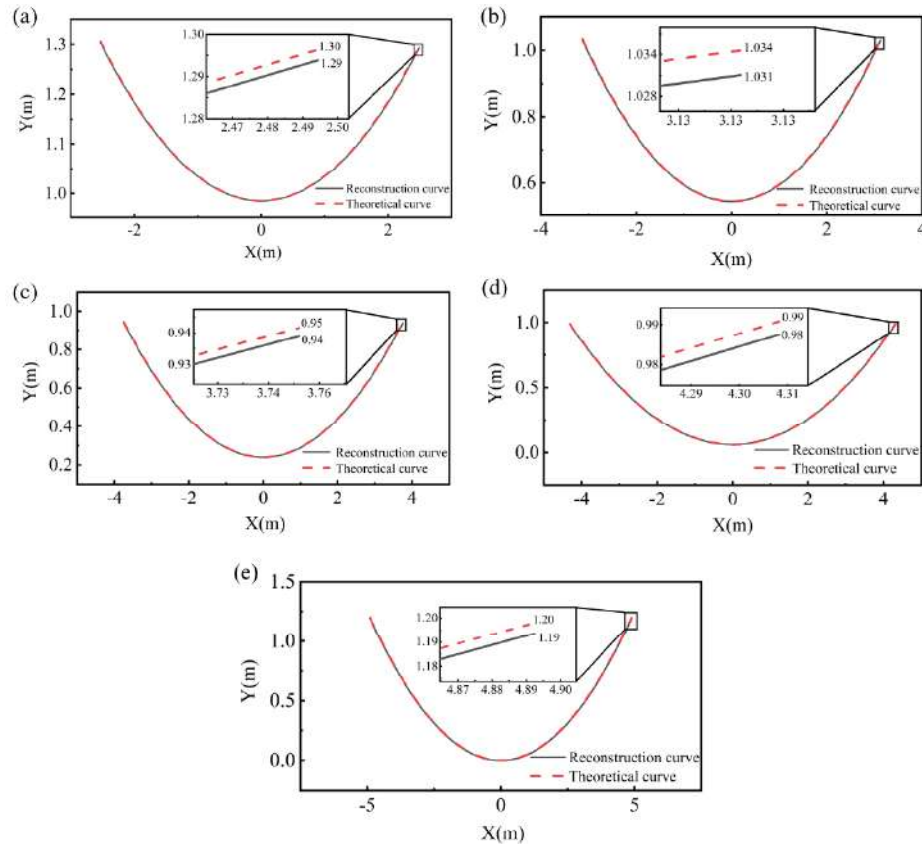 (a)
Y(m)
1.3
1.2
1.1
1.0
1.30
1.29
1.28
2.47 2.48 2.49 2.50
1.30
1.29
Reconstruction curve
Theoretical curve
-2 0 2
X(m)
(b)
Y(m)
1.0
0.8
0.6
1.034
1.028
3.13 3.13 3.13
1.034
1.031
Reconstruction curve
Theoretical curve
-4 -2 0 2 4
X(m)
(c)
Y(m)
1.0
0.8
0.6
0.4
0.2
0.94
0.93
3.73 3.74 3.76
0.95
0.94
Reconstruction curve
Theoretical curve
-4 -2 0 2 4
X(m)
(d)
Y(m)
1.0
0.5
0.0
0.99
0.98
4.29 4.30 4.31
0.99
0.98
Reconstruction curve
Theoretical curve
-4 -2 0 2 4
X(m)
(e)
Y(m)
1.5
1.0
0.5
0.0
1.20
1.19
1.18
4.87 4.88 4.89 4.90
1.20
1.19
Reconstruction curve
Theoretical curve
-5 0 5
X(m)